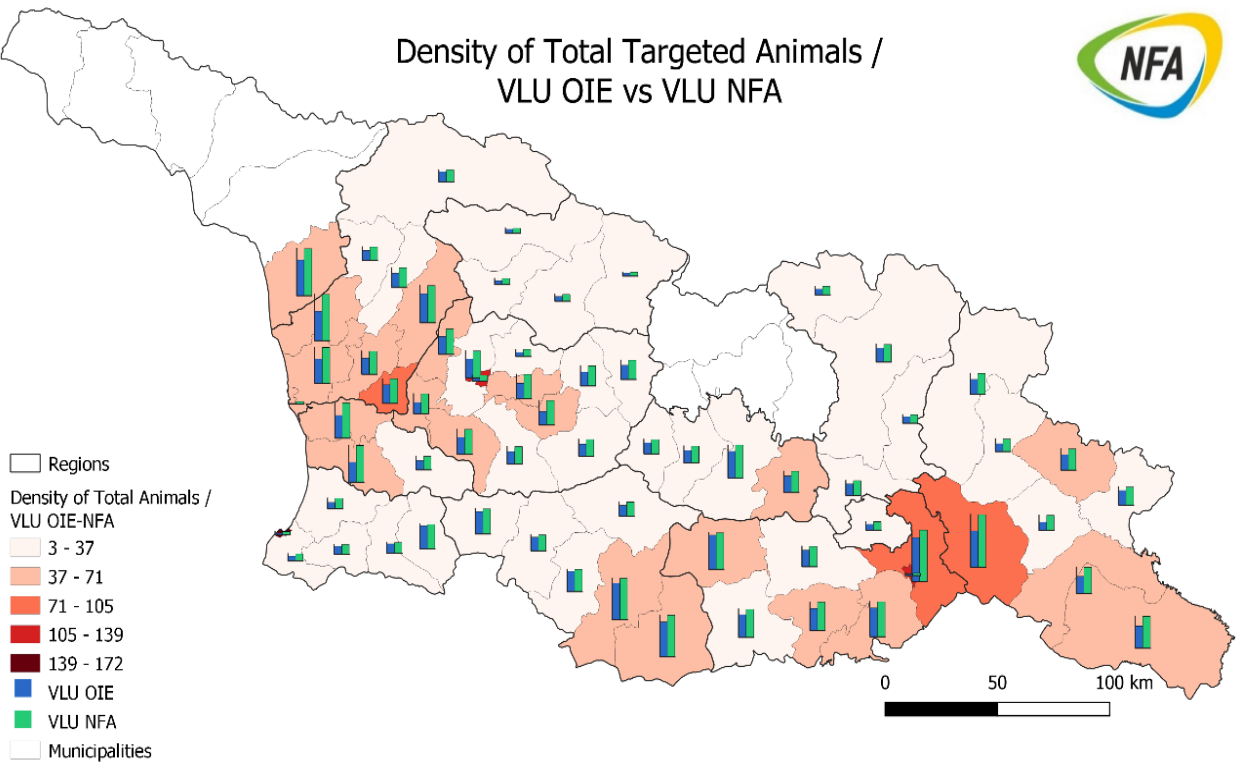 Density of Total Targeted Animals /
VLU OIE vs VLU NFA
NFA
Regions
Density of Total Animals /
VLU OIE-NFA
3 - 37
37 - 71
71 - 105
105 - 139
139 - 172
VLU OIE
VLU NFA
Municipalities
0 50 100 km